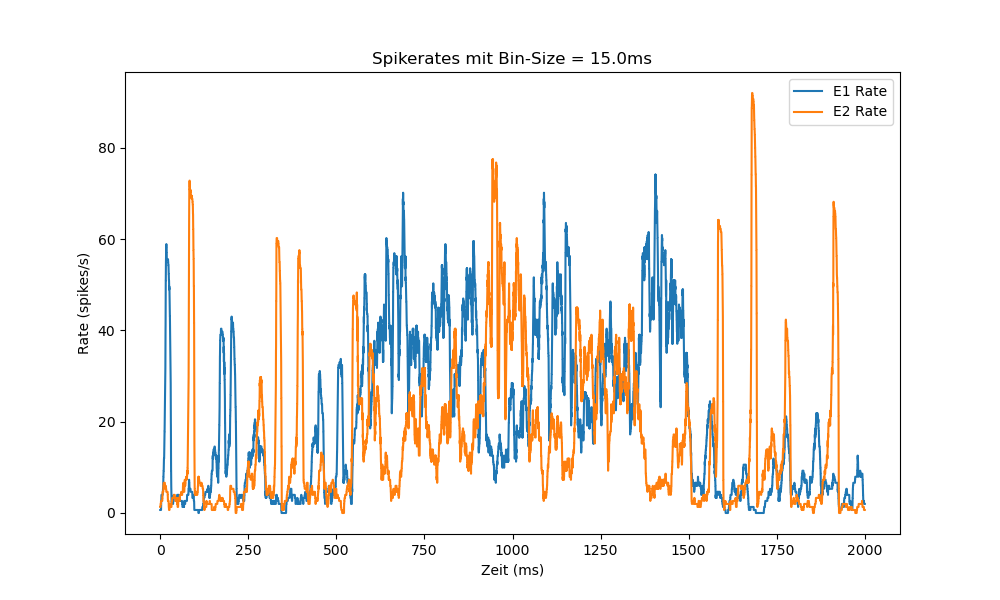 Spikerates mit Bin-Size = 15.0ms
E1 Rate
E2 Rate
Rate (spikes/s)
80
60
40
20
0
0 250 500 750 1000 1250 1500 1750 2000
Zeit (ms)